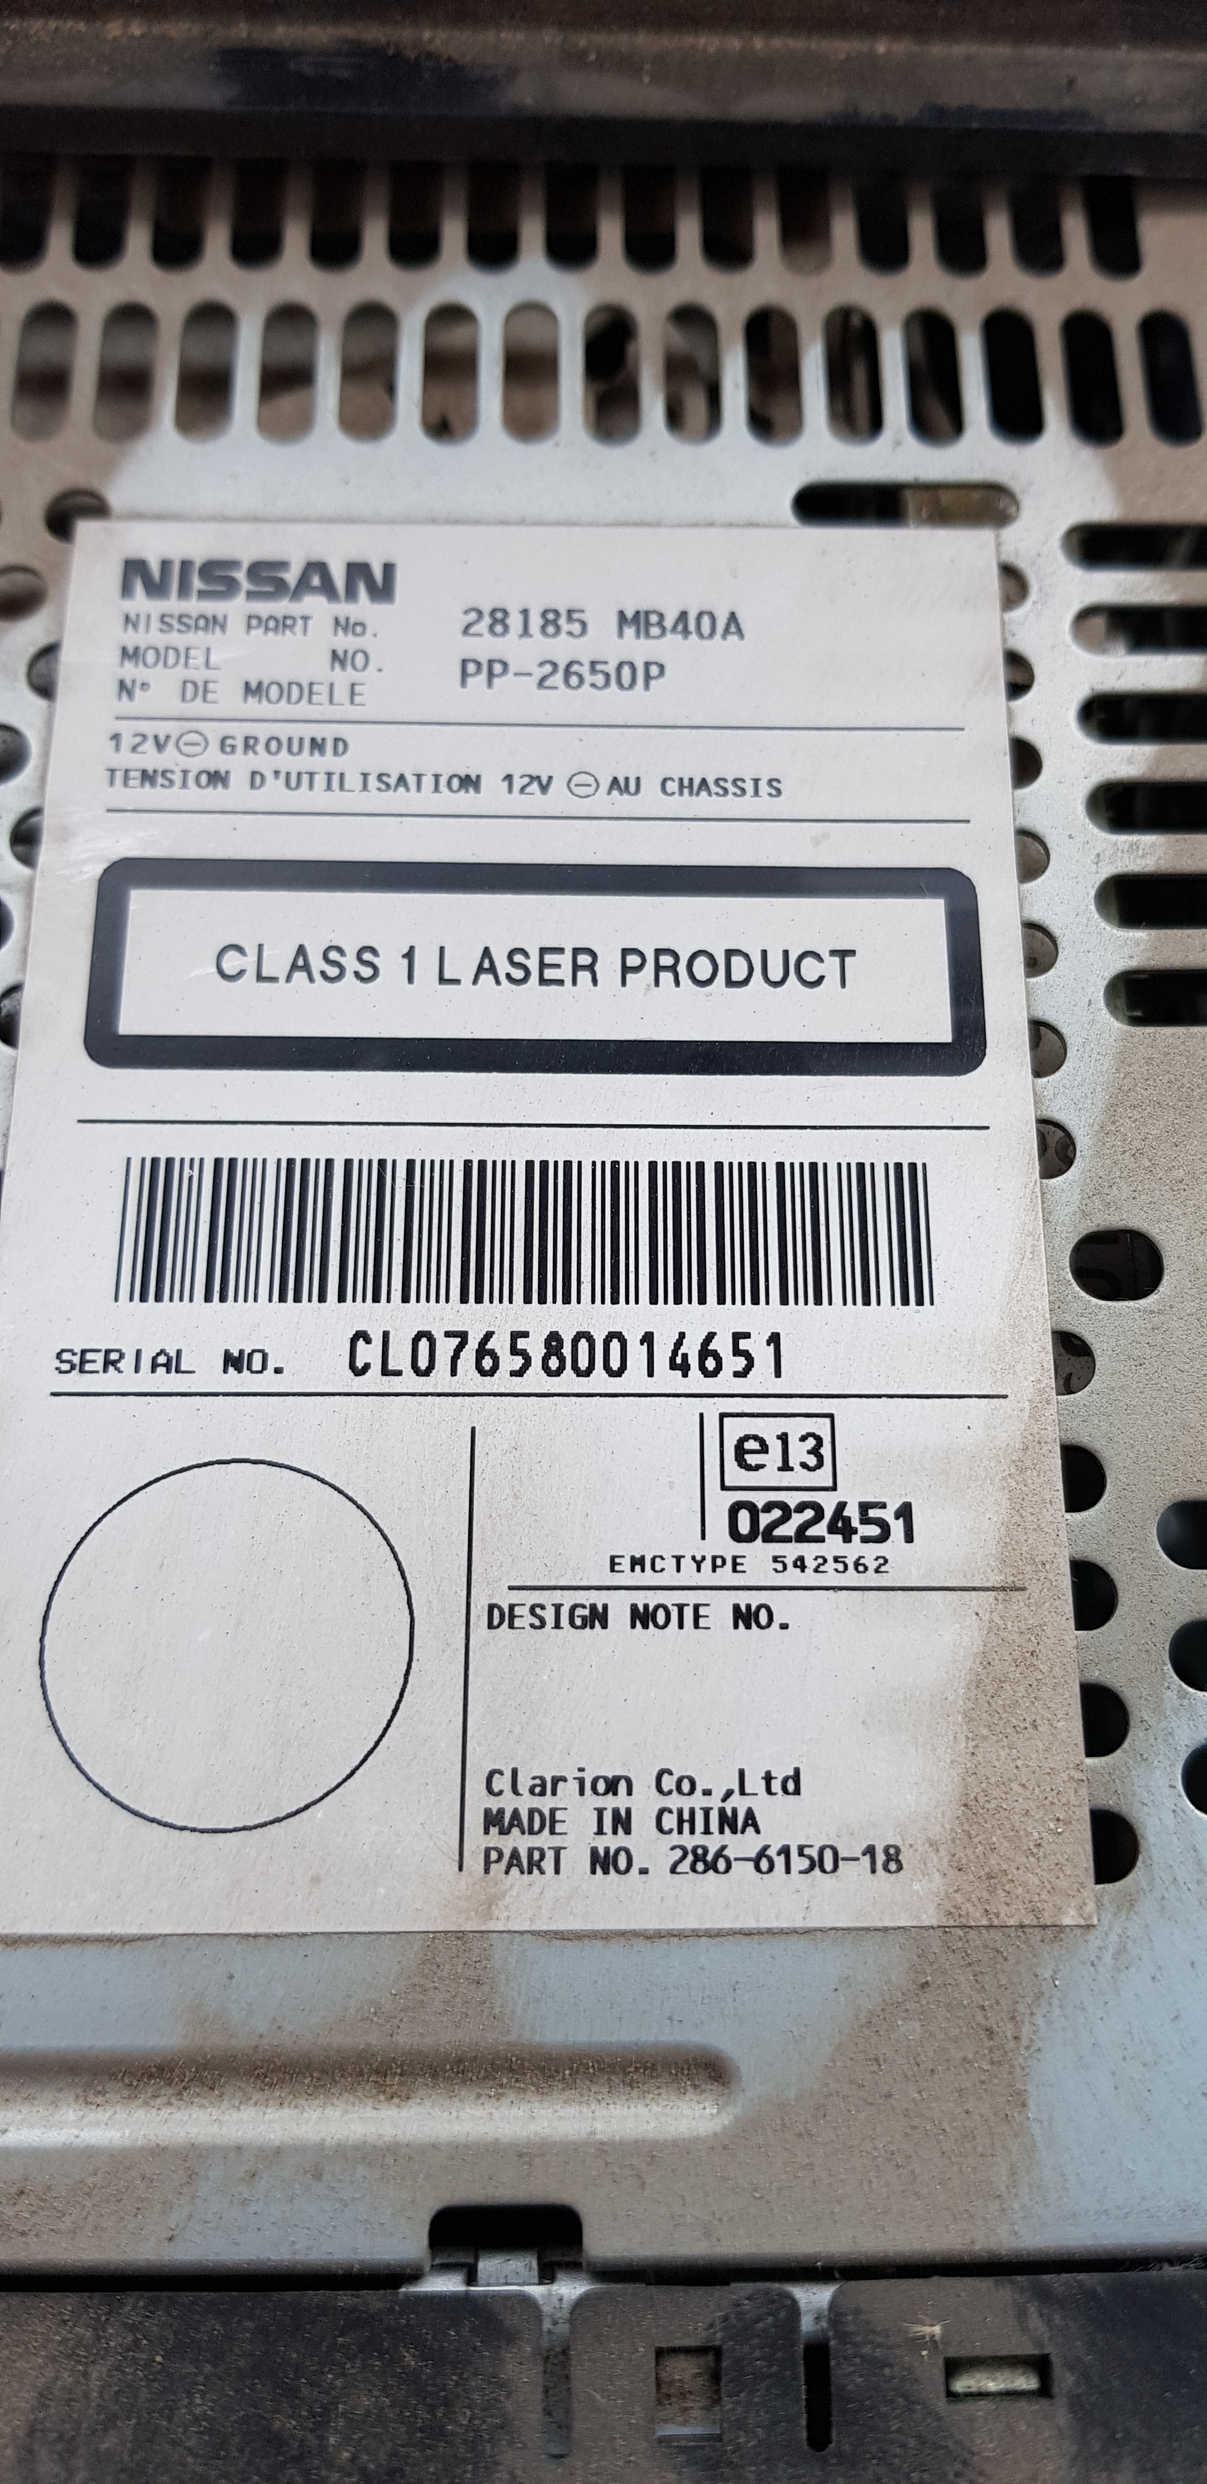 NISSAN
NISSAN PART No. 28185 MB40A
MODEL NO. PP-2650P
N° DE MODELE
12V⊖GROUND
TENSION D'UTILISATION 12V ⊖AU CHASSIS
CLASS 1 LASER PRODUCT
SERIAL NO. CL076580014651
e13
022451
EMCTYPE 542562
DESIGN NOTE NO.
Clarion Co.,Ltd
MADE IN CHINA
PART NO. 286-6150-18